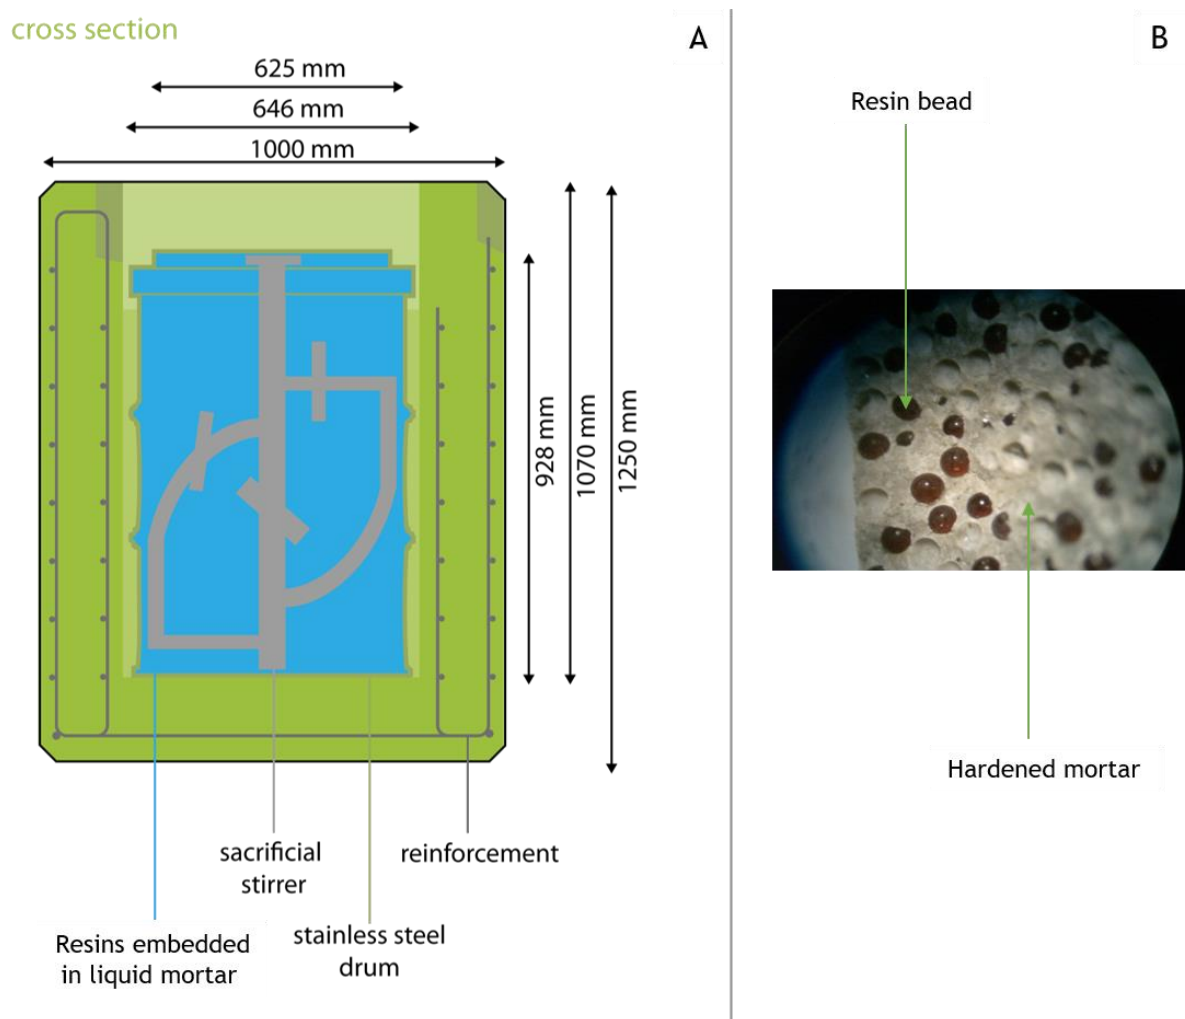 cross section
A
B
625 mm
646 mm
1000 mm
928 mm
1070 mm
1250 mm
sacrificial
stirrer
reinforcement
Resins embedded
in liquid mortar
stainless steel
drum
Resin bead
Hardened mortar